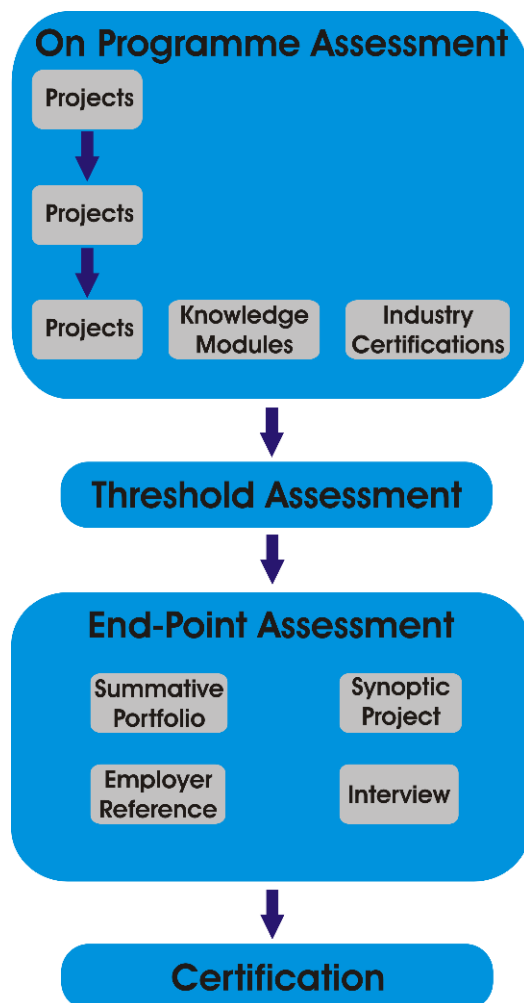 On Programme Assessment
Projects
Projects
Projects
Knowledge
Modules
Industry
Certifications
Threshold Assessment
End-Point Assessment
Summative
Portfolio
Synoptic
Project
Employer
Reference
Interview
Certification